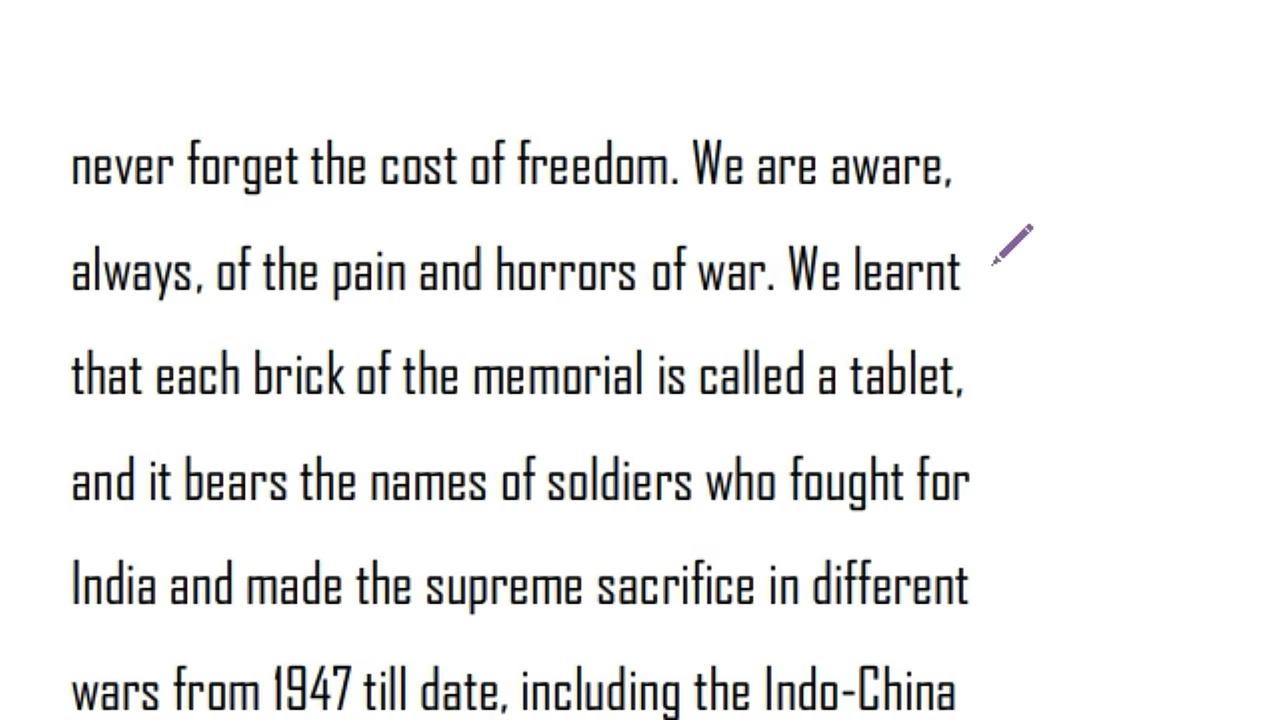 never forget the cost of freedom. We are aware,
always, of the pain and horrors of war. We learnt
that each brick of the memorial is called a tablet,
and it bears the names of soldiers who fought for
India and made the supreme sacrifice in different
wars from 1947 till date, including the Indo-China